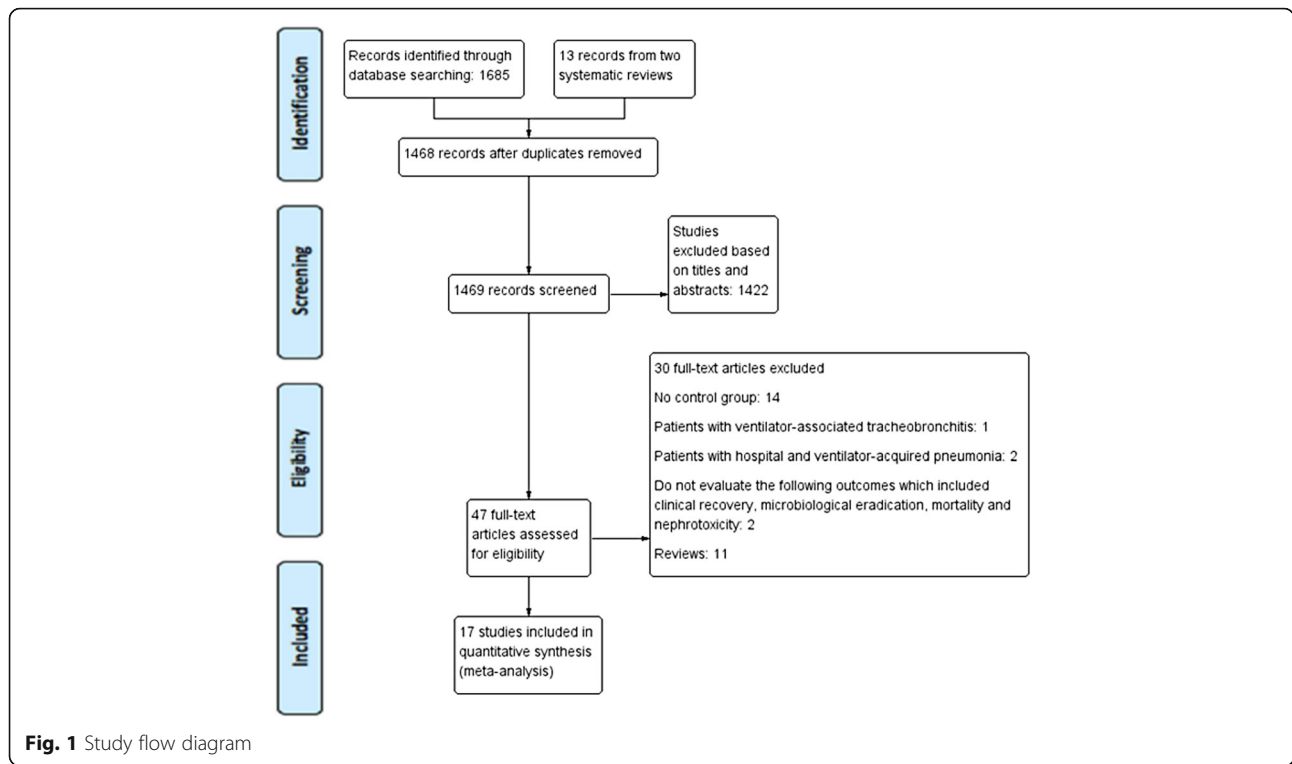 Identification
Records identified through
database searching: 1685
13 records from two
systematic reviews
1468 records after duplicates removed
Screening
Studies
excluded based
on titles and
abstracts: 1422
1469 records screened
Eligibility
30 full-text articles excluded
No control group: 14
Patients with ventilator-associated tracheobronchitis: 1
Patients with hospital and ventilator-acquired pneumonia: 2
Do not evaluate the following outcomes which included
clinical recovery, microbiological eradication, mortality and
nephrotoxicity: 2
Reviews: 11
47 full-text
articles assessed
for eligibility
Included
17 studies included in
quantitative synthesis
(meta-analysis)
Fig. 1 Study flow diagram